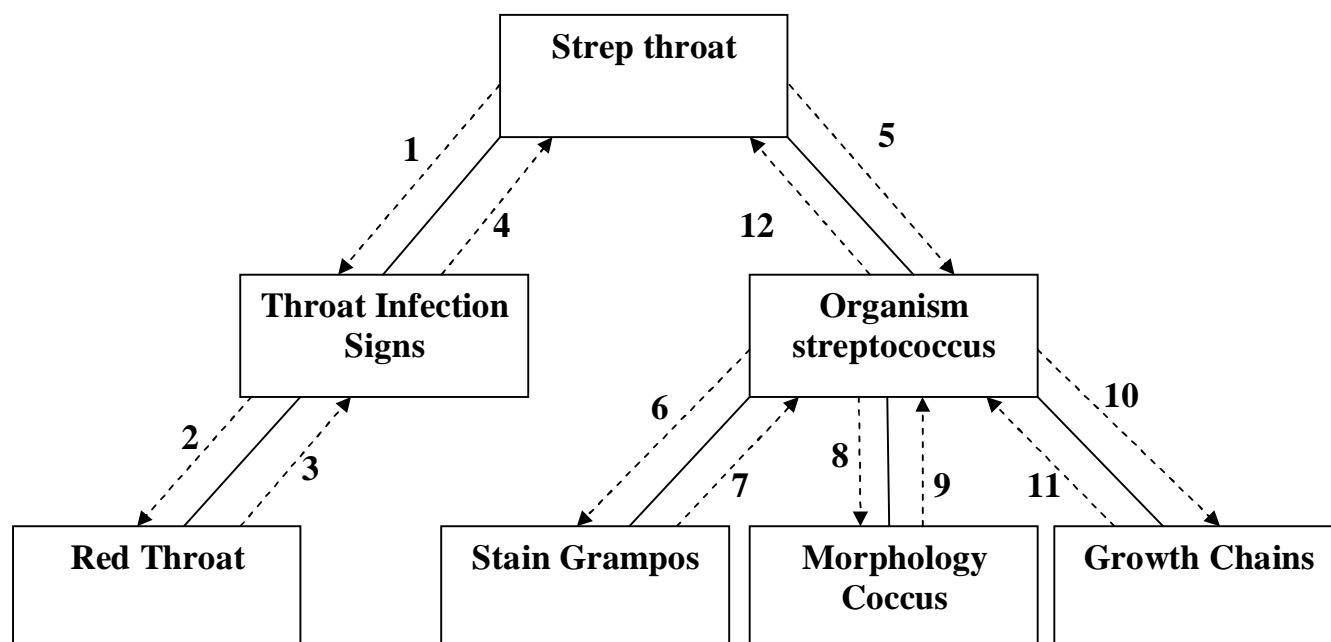 Strep throat
1
5
4
12
Throat Infection
Signs
Organism
streptococcus
6
10
2
3
8
7
9
11
Red Throat
Stain Grampos
Morphology
Coccus
Growth Chains